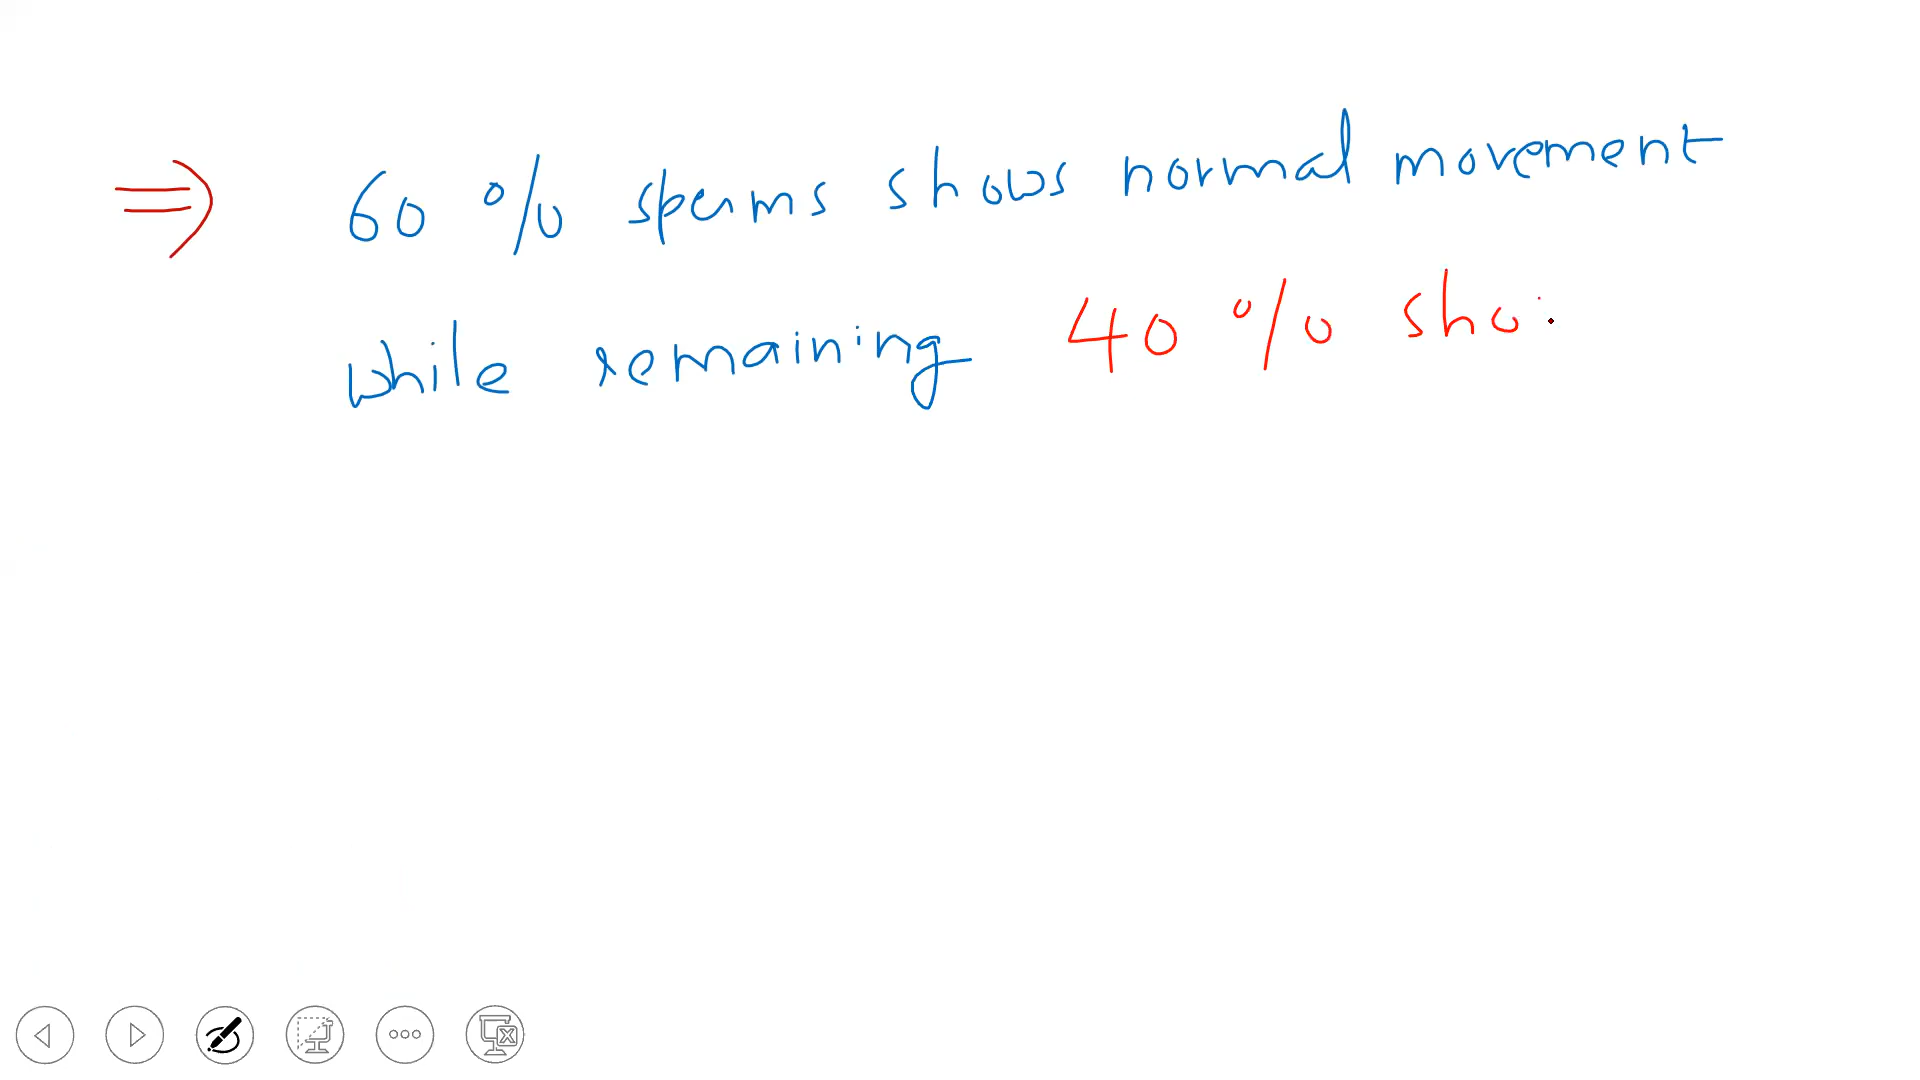 ⇒ 60 % sperms shows normal movement
while remaining 40 % sho